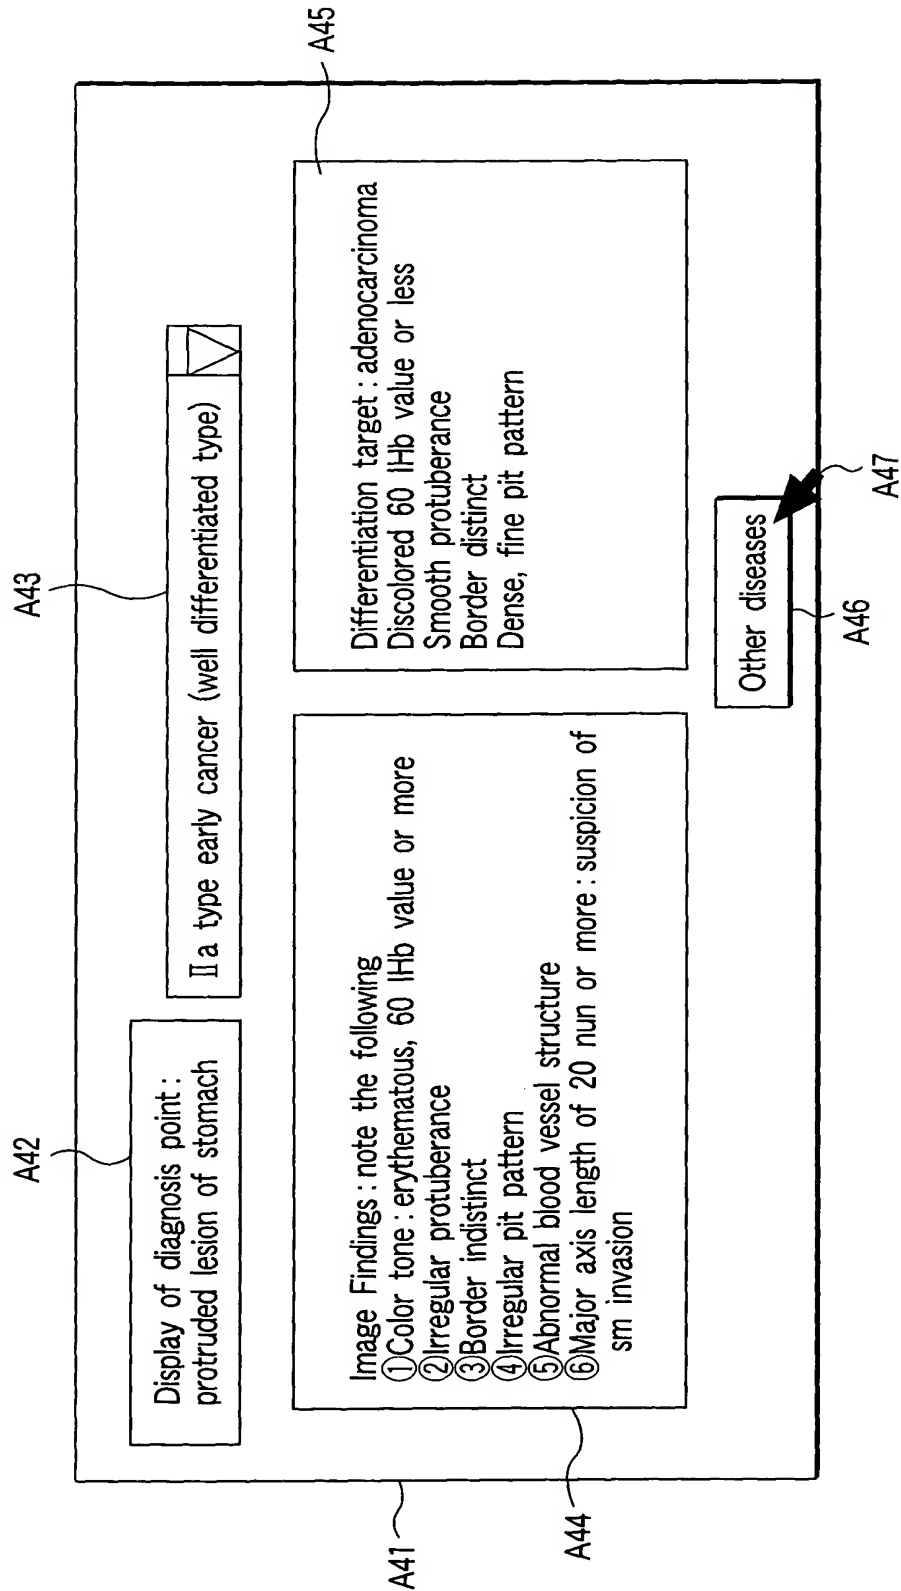 A42
A43
A45
Display of diagnosis point :
protruded lesion of stomach
Ⅱa type early cancer (well differentiated type)
Image Findings : note the following
①Color tone : erythematous, 60 IHb value or more
②Irregular protuberance
③Border indistinct
④Irregular pit pattern
⑤Abnormal blood vessel structure
⑥Major axis length of 20 nun or more : suspicion of
sm invasion
Differentiation target : adenocarcinoma
Discolored 60 IHb value or less
Smooth protuberance
Border distinct
Dense, fine pit pattern
Other diseases
A41
A44
A46
A47